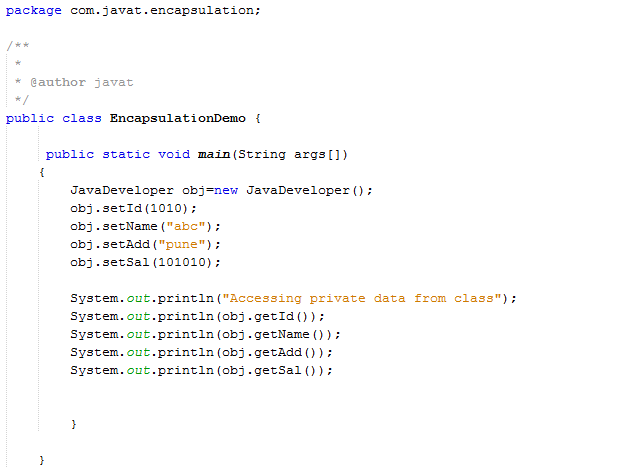 package com.javat.encapsulation;

/**
 *
 * @author javat
 */
public class EncapsulationDemo {

     public static void main(String args[])
    {
        JavaDeveloper obj=new JavaDeveloper();
        obj.setId(1010);
        obj.setName("abc");
        obj.setAdd("pune");
        obj.setSal(101010);

        System.out.println("Accessing private data from class");
        System.out.println(obj.getId());
        System.out.println(obj.getName());
        System.out.println(obj.getAdd());
        System.out.println(obj.getSal());


        }

    }